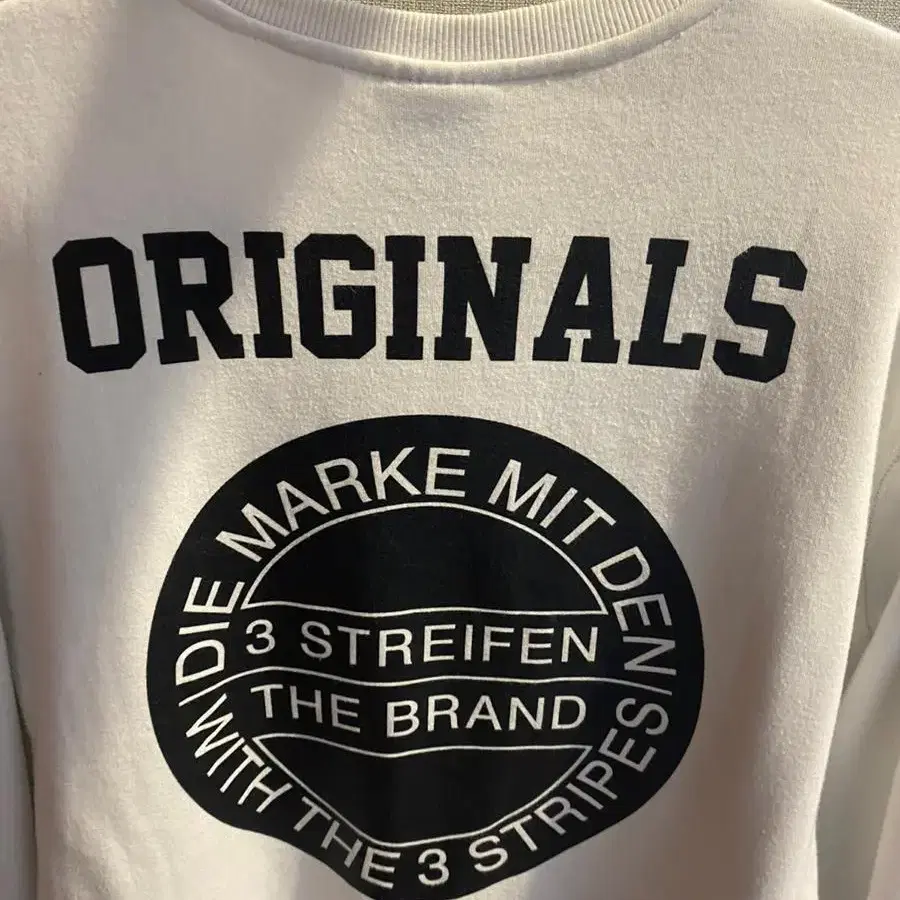 ORIGINALS
DIE MARKE MIT DEN
3 STREIFEN
THE BRAND
WITH THE 3 STRIPES